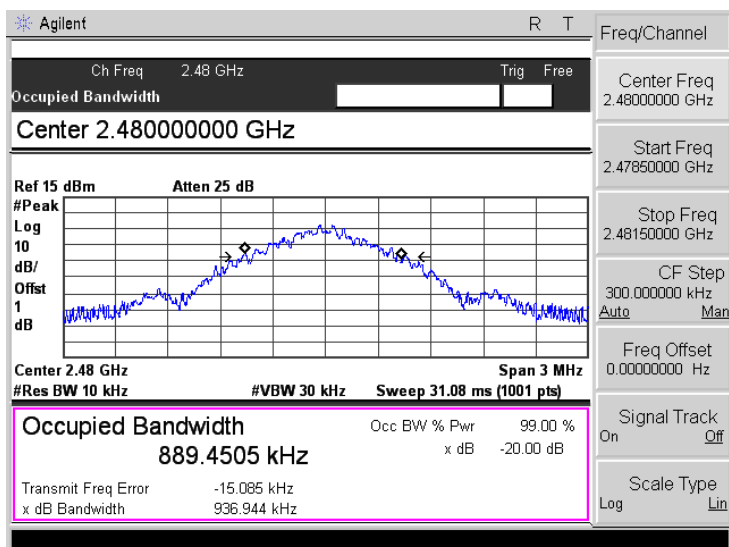 Agilent R T
Ch Freq 2.48 GHz Trig Free
Occupied Bandwidth
Center 2.480000000 GHz
Ref 15 dBm Atten 25 dB
#Peak
Log
10
dB/
Offst
1
dB
Center 2.48 GHz Span 3 MHz
#Res BW 10 kHz #VBW 30 kHz Sweep 31.08 ms (1001 pts)
Occupied Bandwidth Occ BW % Pwr 99.00 %
889.4505 kHz x dB -20.00 dB
Transmit Freq Error -15.085 kHz
x dB Bandwidth 936.944 kHz
Freq/Channel
Center Freq
2.48000000 GHz
Start Freq
2.47850000 GHz
Stop Freq
2.48150000 GHz
CF Step
300.000000 kHz
Auto Man
Freq Offset
0.00000000 Hz
Signal Track
On Off
Scale Type
Log Lin